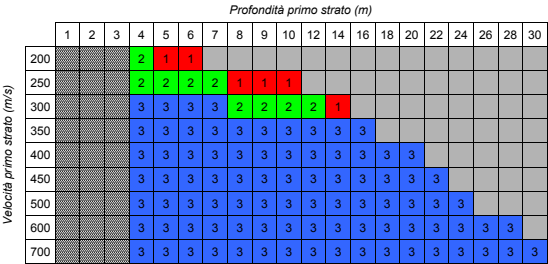 Profondità primo strato (m)
1 2 3 4 5 6 7 8 9 10 12 14 16 18 20 22 24 26 28 30
Velocità primo strato (m/s)
200 2 1 1
250 2 2 2 2 1 1 1
300 3 3 3 3 2 2 2 2 1
350 3 3 3 3 3 3 3 3 3 3
400 3 3 3 3 3 3 3 3 3 3 3 3
450 3 3 3 3 3 3 3 3 3 3 3 3 3
500 3 3 3 3 3 3 3 3 3 3 3 3 3 3
600 3 3 3 3 3 3 3 3 3 3 3 3 3 3 3 3
700 3 3 3 3 3 3 3 3 3 3 3 3 3 3 3 3 3